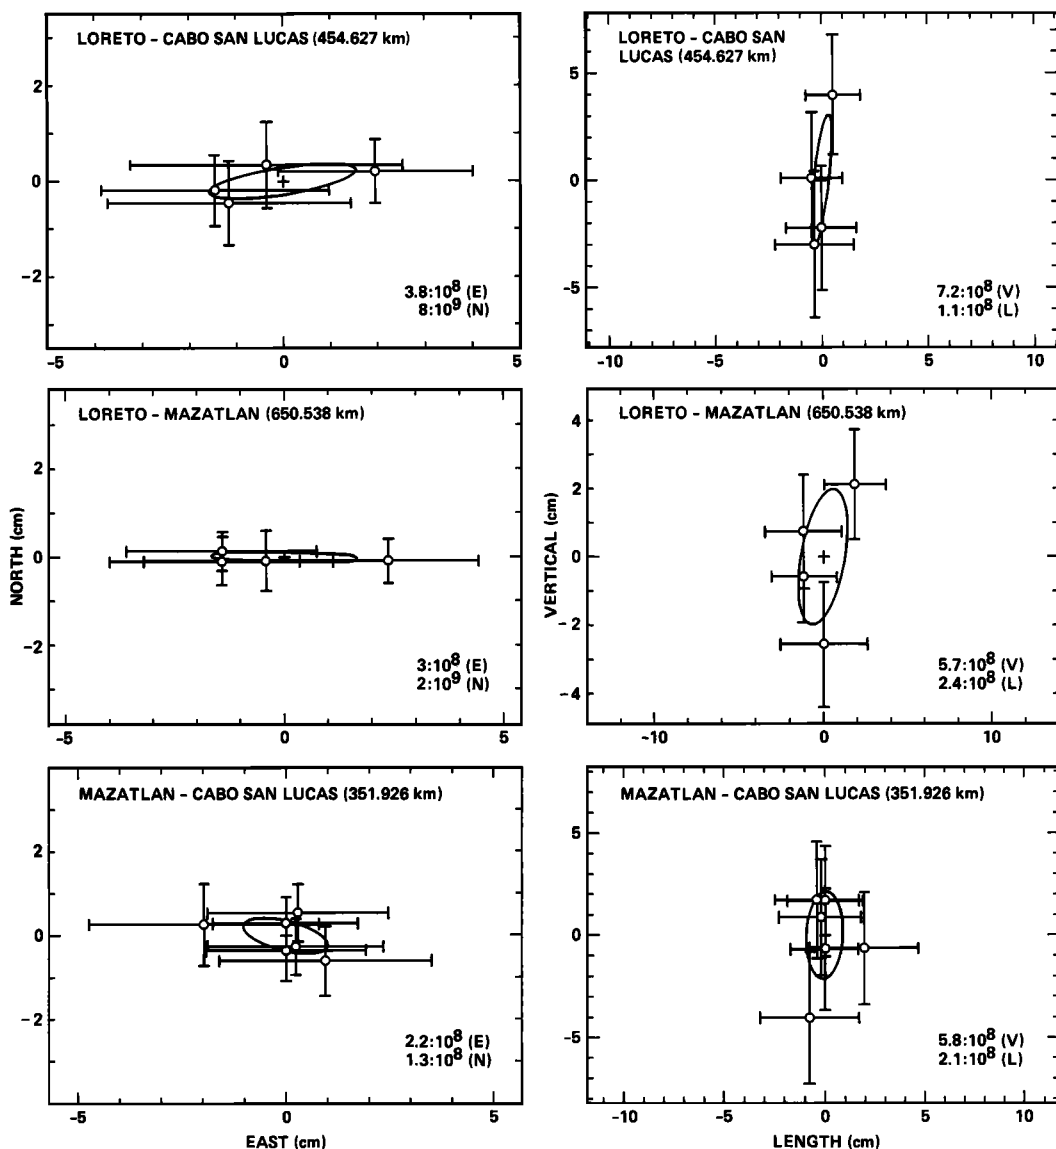 LORETO - CABO SAN LUCAS (454.627 km)
2
0
-2
3.8:10⁸ (E)
8:10⁹ (N)
-5
0
5
LORETO - CABO SAN
LUCAS (454.627 km)
5
0
-5
7.2:10⁸ (V)
1.1:10⁸ (L)
-10
-5
0
5
10
LORETO - MAZATLAN (650.538 km)
NORTH (cm)
2
0
-2
3:10⁸ (E)
2:10⁹ (N)
-5
0
5
LORETO - MAZATLAN (650.538 km)
VERTICAL (cm)
4
2
0
-2
-4
5.7:10⁸ (V)
2.4:10⁸ (L)
-10
0
10
MAZATLAN - CABO SAN LUCAS (351.926 km)
2
0
-2
2.2:10⁸ (E)
1.3:10⁸ (N)
-5
0
5
EAST (cm)
MAZATLAN - CABO SAN LUCAS (351.926 km)
5
0
-5
5.8:10⁸ (V)
2.1:10⁸ (L)
-10
-5
0
5
10
LENGTH (cm)